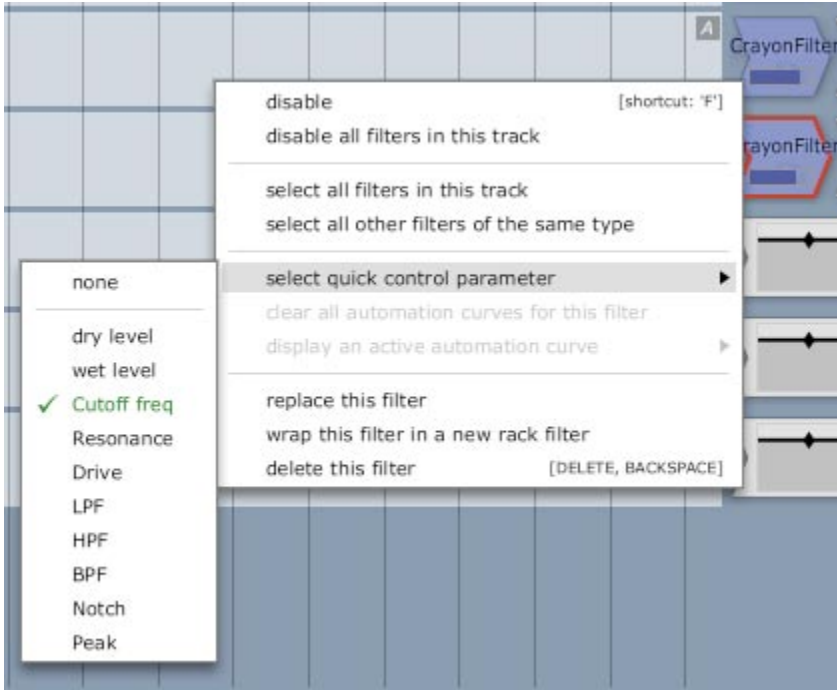 A
CrayonFilter
disable [shortcut: 'F']
disable all filters in this track
rayonFilter
select all filters in this track
select all other filters of the same type
select quick control parameter
clear all automation curves for this filter
display an active automation curve
replace this filter
wrap this filter in a new rack filter
delete this filter [DELETE, BACKSPACE]
none
dry level
wet level
Cutoff freq
Resonance
Drive
LPF
HPF
BPF
Notch
Peak